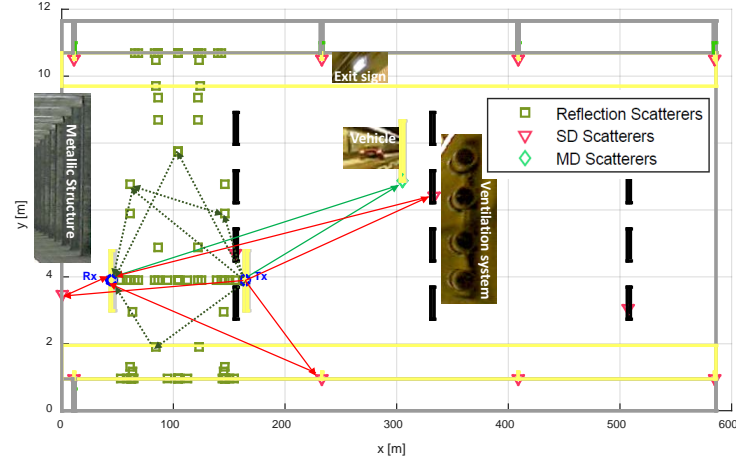 12
10
8
6
4
2
0
y [m]
Exit sign
Vehicle
Metallic Structure
Ventilation system
Reflection Scatterers
SD Scatterers
MD Scatterers
Rx
Tx
0
100
200
300
400
500
600
x [m]